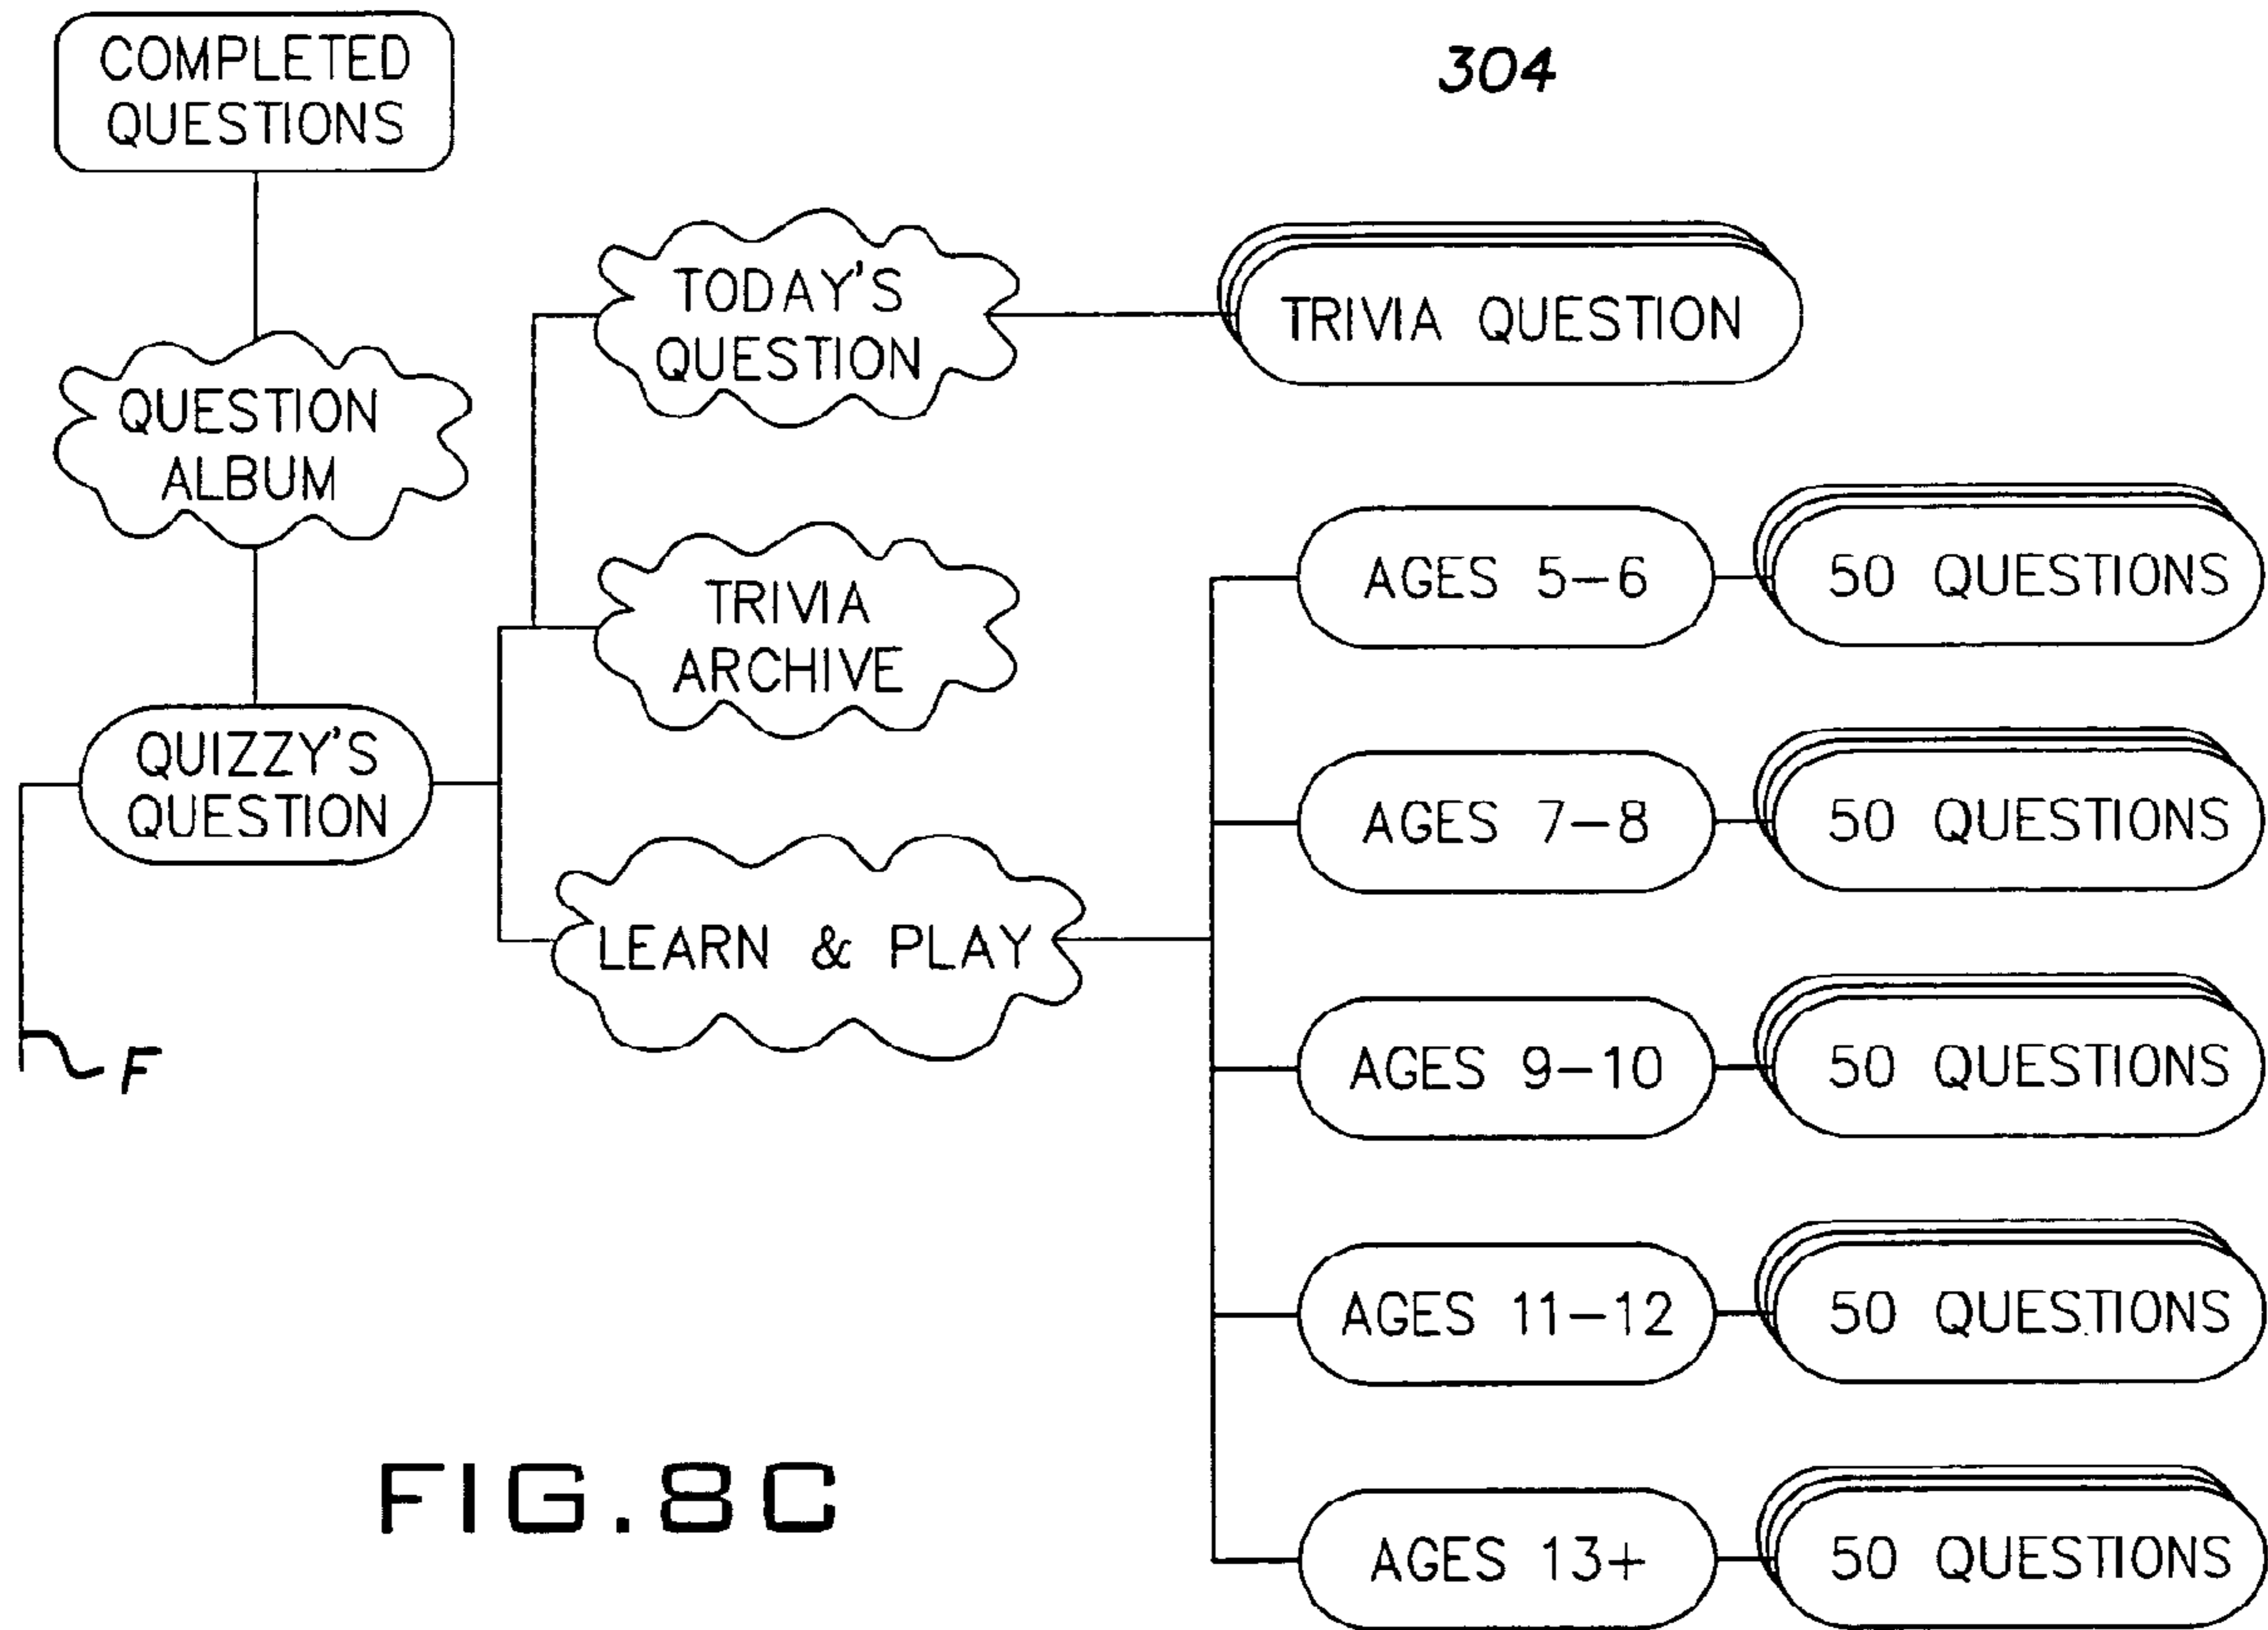 COMPLETED
QUESTIONS
304
TODAY'S
QUESTION
TRIVIA QUESTION
QUESTION
ALBUM
TRIVIA
ARCHIVE
AGES 5-6
50 QUESTIONS
QUIZZY'S
QUESTION
AGES 7-8
50 QUESTIONS
LEARN & PLAY
F
AGES 9-10
50 QUESTIONS
AGES 11-12
50 QUESTIONS
FIG.8C
AGES 13+
50 QUESTIONS